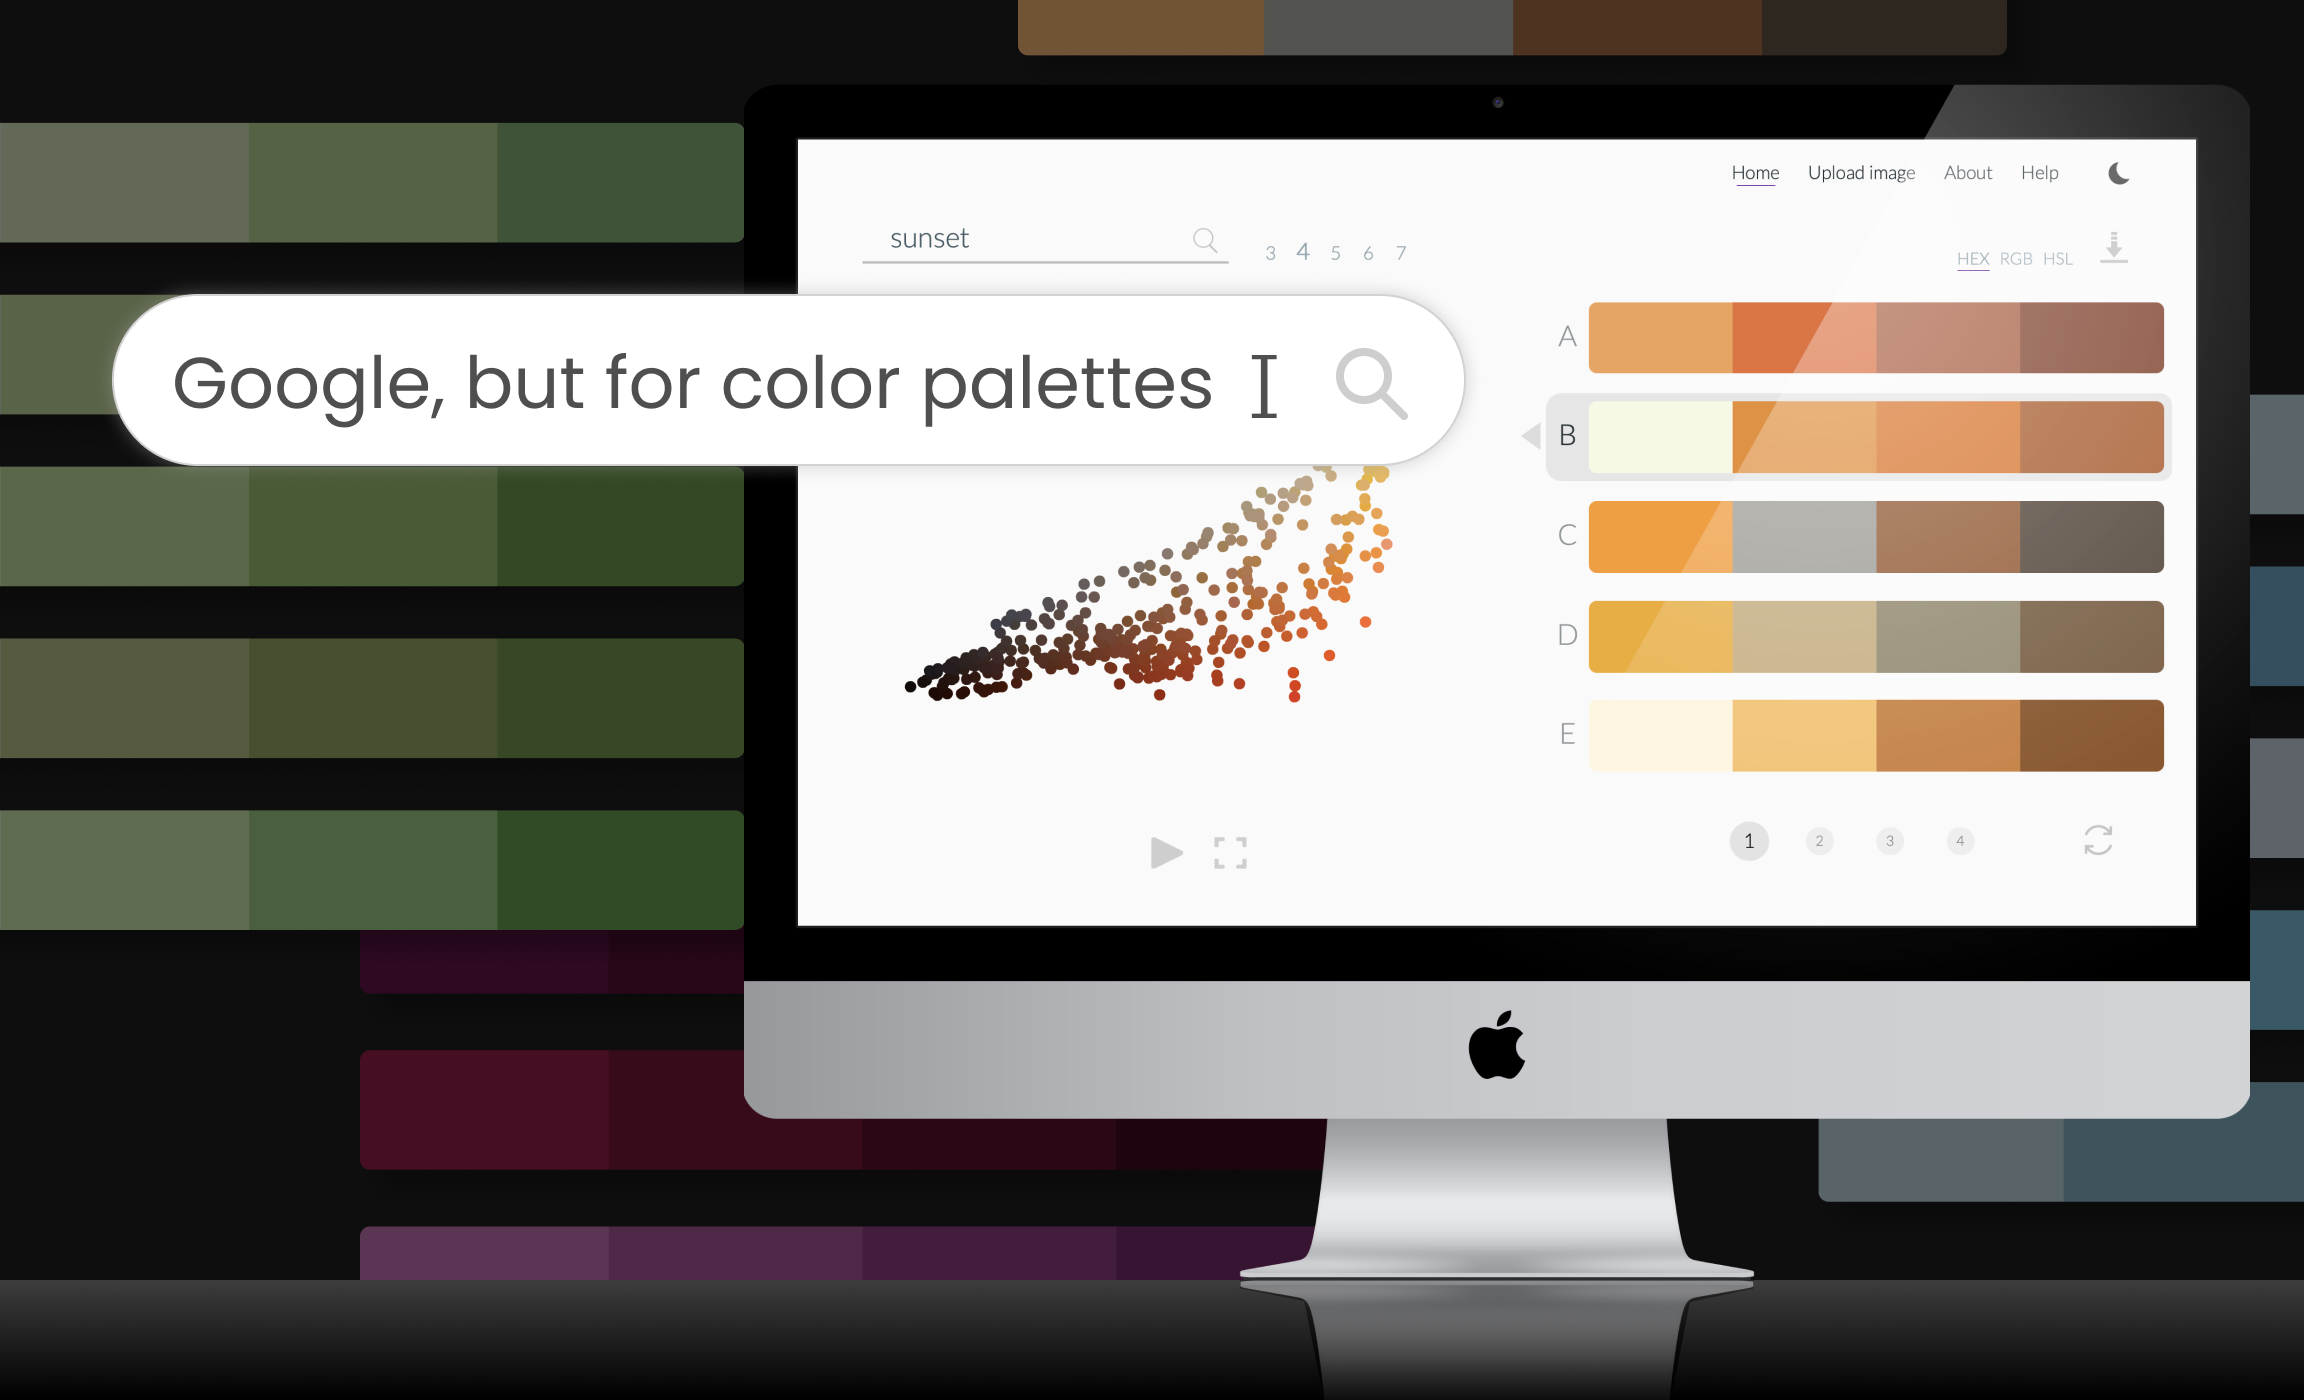 Home Upload image About Help
sunset
3 4 5 6 7
HEX RGB HSL
Google, but for color palettes
A
B
C
D
E
1 2 3 4